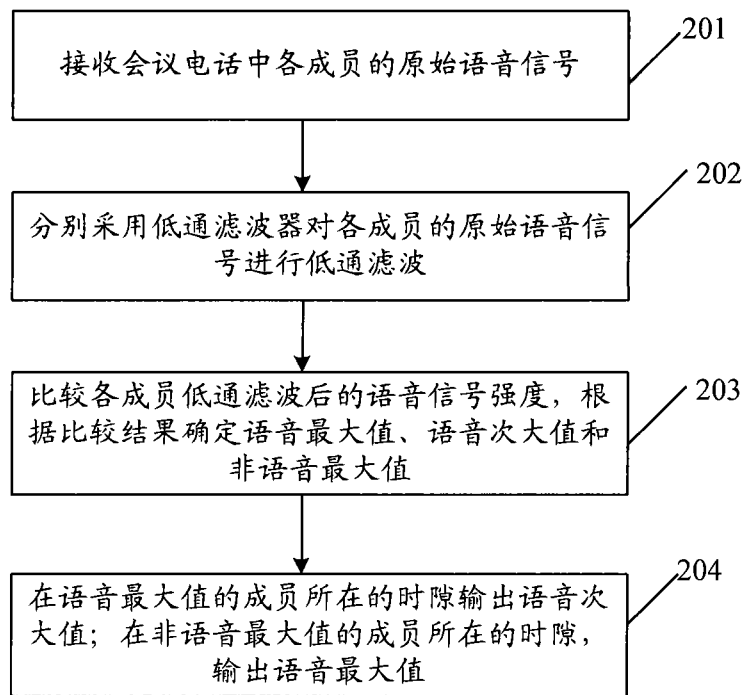 接收会议电话中各成员的原始语音信号
201
分别采用低通滤波器对各成员的原始语音信
号进行低通滤波
202
比较各成员低通滤波后的语音信号强度，根
据比较结果确定语音最大值、语音次大值和
非语音最大值
203
在语音最大值的成员所在的时隙输出语音次
大值；在非语音最大值的成员所在的时隙，
输出语音最大值
204